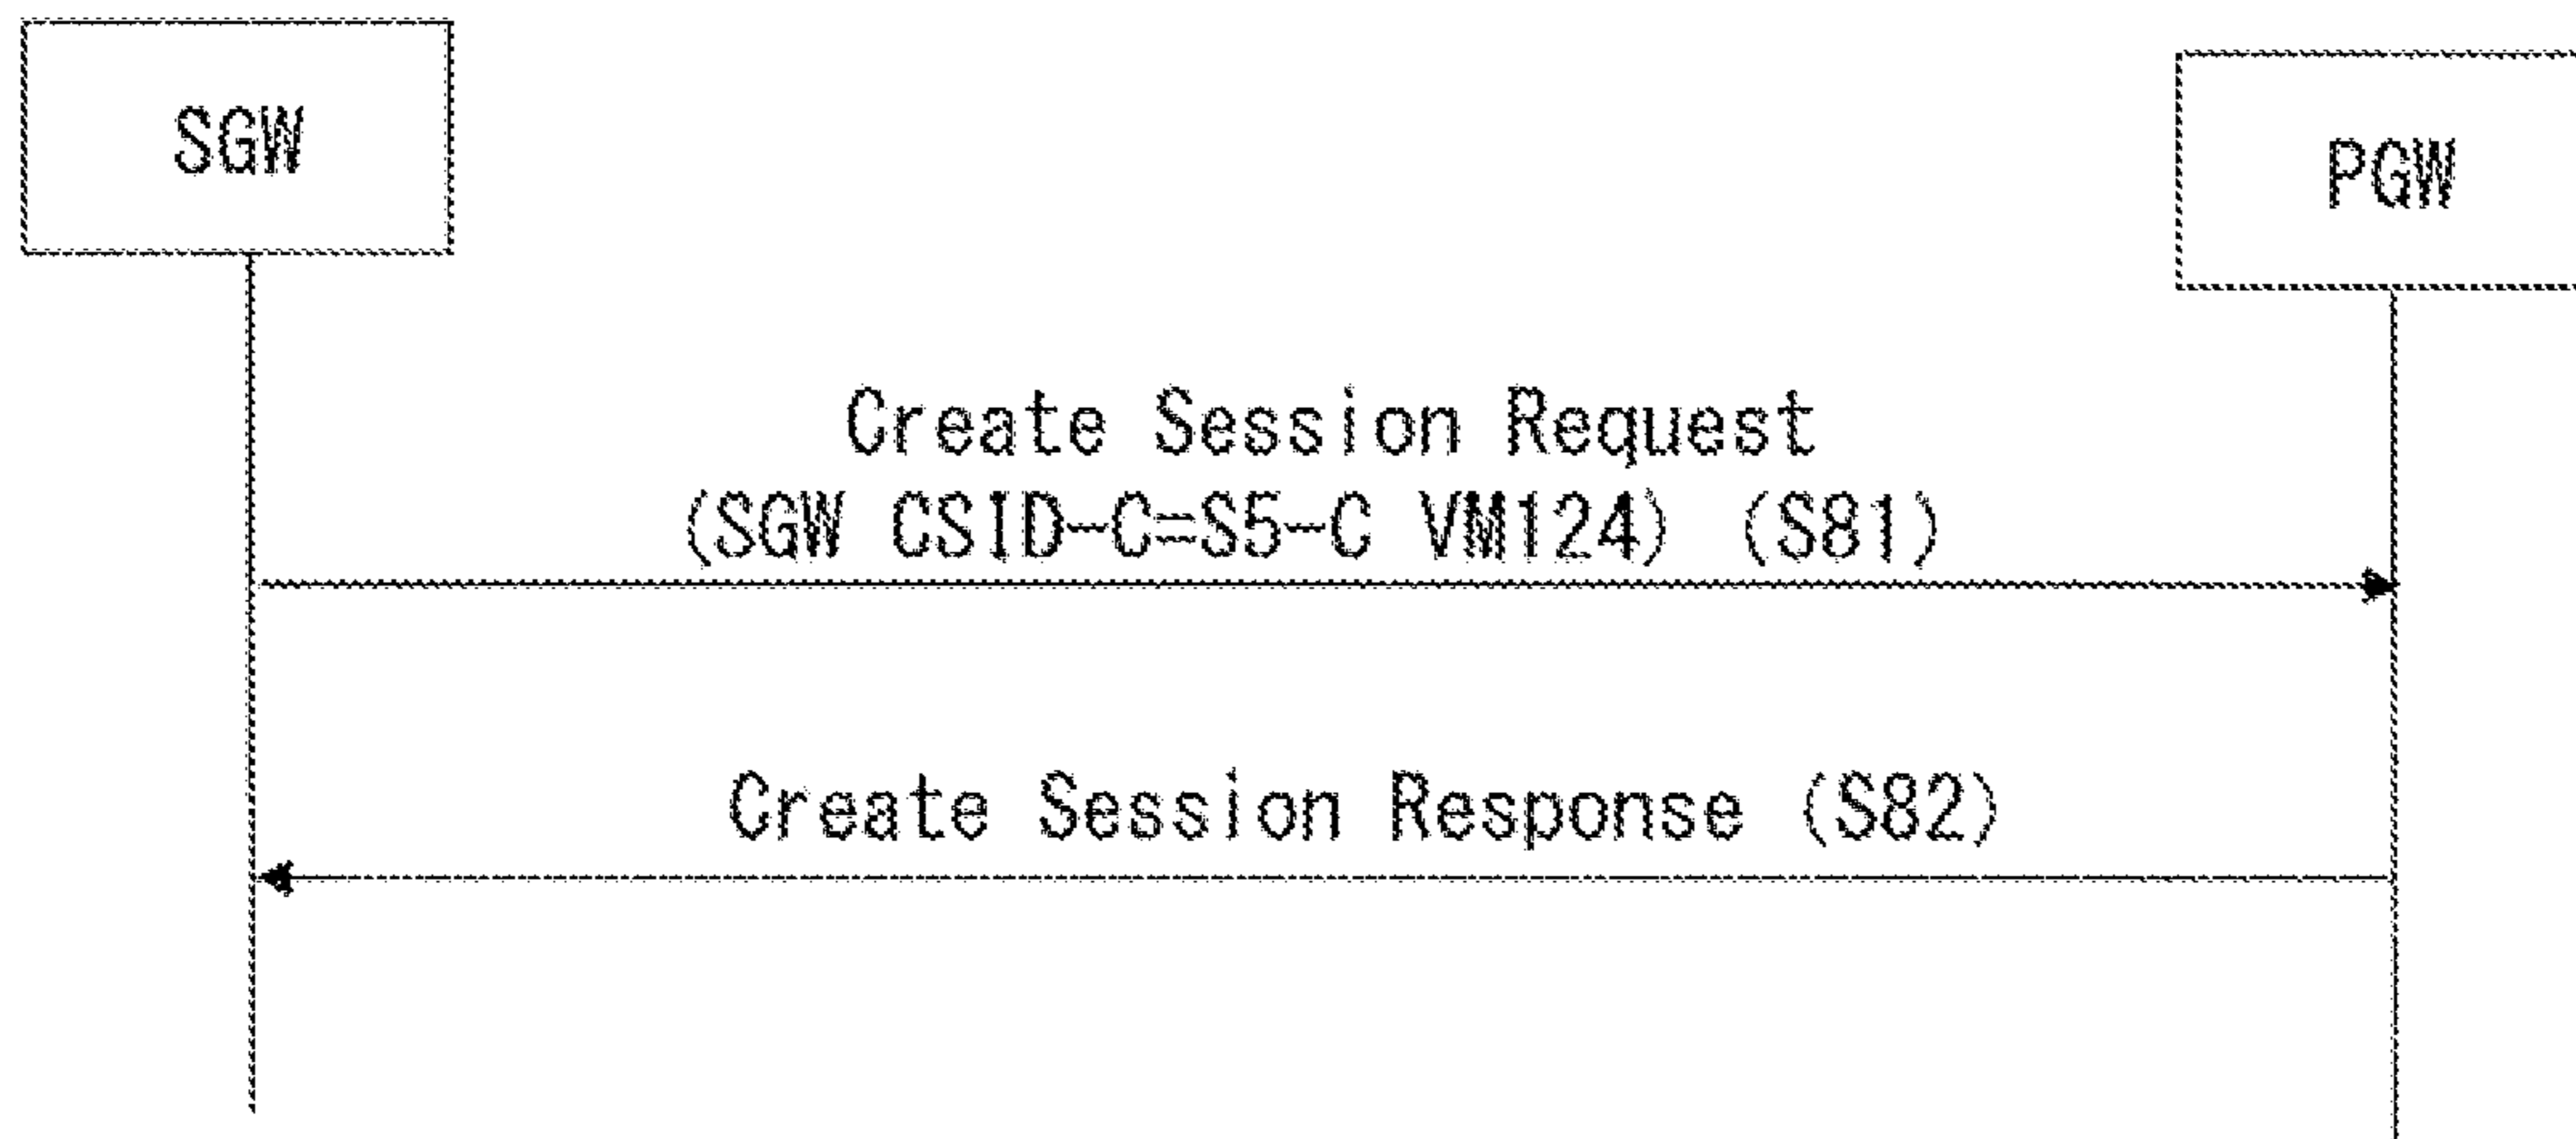 SGW
PGW
Create Session Request
(SGW CSID-C=S5-C VM124) (S81)
Create Session Response (S82)